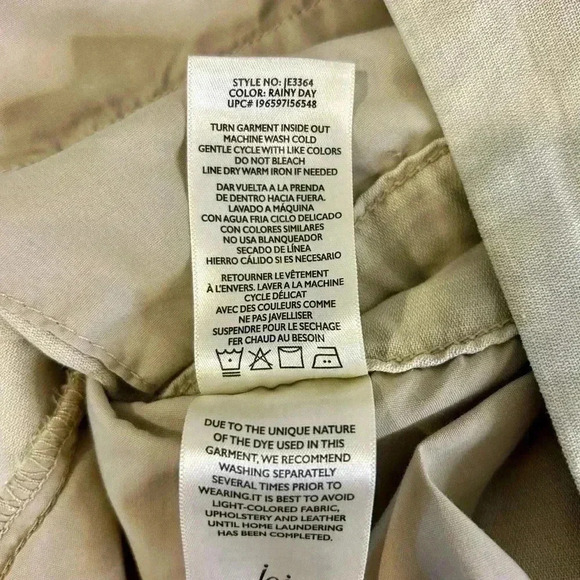 STYLE NO: JE3364
COLOR: RAINY DAY
UPC# 196597156548
TURN GARMENT INSIDE OUT
MACHINE WASH COLD
GENTLE CYCLE WITH LIKE COLORS
DO NOT BLEACH
LINE DRY WARM IRON IF NEEDED
DAR VUELTA A LA PRENDA
DE DENTRO HACIA FUERA.
LAVADO A MÁQUINA
CON AGUA FRIA CICLO DELICADO
CON COLORES SIMILARES
NO USA BLANQUEADOR
SECADO DE LÍNEA
HIERRO CÁLIDO SI ES NECESARIO
RETOURNER LE VÊTEMENT
À L'ENVERS. LAVER A LA MACHINE
CYCLE DÉLICAT
AVEC DES COULEURS COMME
NE PAS JAVELLISER
SUSPENDRE POUR LE SECHAGE
FER CHAUD AU BESOIN
DUE TO THE UNIQUE NATURE
OF THE DYE USED IN THIS
GARMENT, WE RECOMMEND
WASHING SEPARATELY
SEVERAL TIMES PRIOR TO
WEARING.IT IS BEST TO AVOID
LIGHT-COLORED FABRIC,
UPHOLSTERY AND LEATHER
UNTIL HOME LAUNDERING
HAS BEEN COMPLETED.